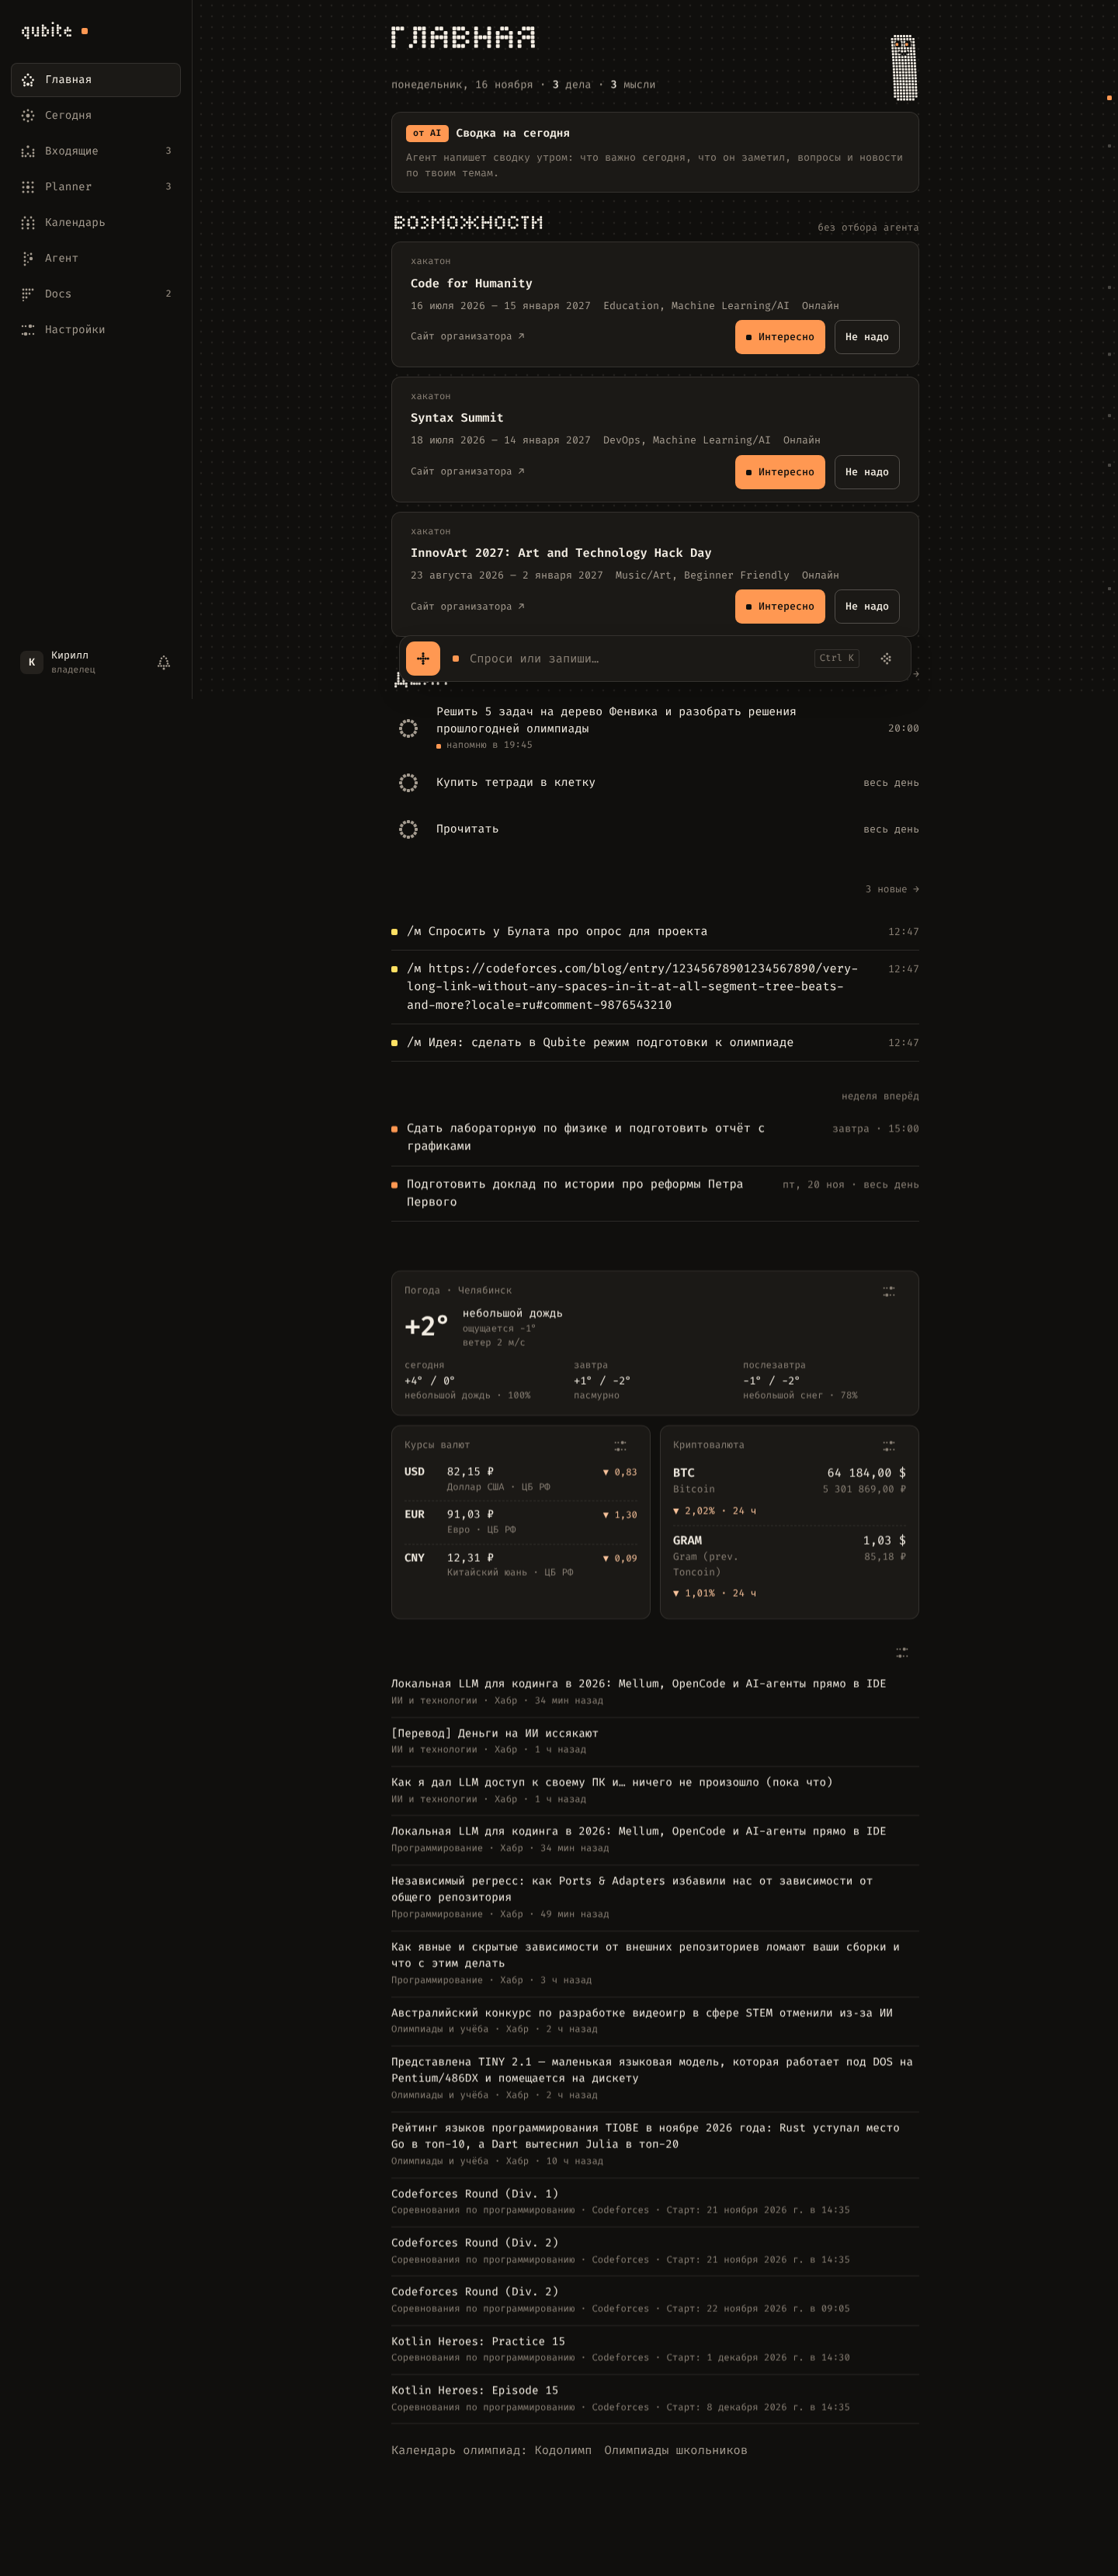 qubite
Главная
Сегодня
Входящие 3
Planner 3
Календарь
Агент
Docs 2
Настройки
К Кирилл
владелец
ГЛАВНАЯ
понедельник, 16 ноября · 3 дела · 3 мысли
от AI Сводка на сегодня
Агент напишет сводку утром: что важно сегодня, что он заметил, вопросы и новости
по твоим темам.
ВОЗМОЖНОСТИ
без отбора агента
хакатон
Code for Humanity
16 июля 2026 – 15 января 2027 Education, Machine Learning/AI Онлайн
Сайт организатора ↗ Интересно Не надо
хакатон
Syntax Summit
18 июля 2026 – 14 января 2027 DevOps, Machine Learning/AI Онлайн
Сайт организатора ↗ Интересно Не надо
хакатон
InnovArt 2027: Art and Technology Hack Day
23 августа 2026 – 2 января 2027 Music/Art, Beginner Friendly Онлайн
Сайт организатора ↗ Интересно Не надо
Спроси или запиши… Ctrl K
→
Решить 5 задач на дерево Фенвика и разобрать решения
прошлогодней олимпиады
20:00
напомню в 19:45
Купить тетради в клетку весь день
Прочитать весь день
3 новые →
/м Спросить у Булата про опрос для проекта 12:47
/м https://codeforces.com/blog/entry/12345678901234567890/very- 12:47
long-link-without-any-spaces-in-it-at-all-segment-tree-beats-
and-more?locale=ru#comment-9876543210
/м Идея: сделать в Qubite режим подготовки к олимпиаде 12:47
неделя вперёд
Сдать лабораторную по физике и подготовить отчёт с завтра · 15:00
графиками
Подготовить доклад по истории про реформы Петра пт, 20 ноя · весь день
Первого
Погода · Челябинск
+2°
небольшой дождь
ощущается -1°
ветер 2 м/с
сегодня завтра послезавтра
+4° / 0° +1° / -2° -1° / -2°
небольшой дождь · 100% пасмурно небольшой снег · 78%
Курсы валют
USD 82,15 ₽ ▼ 0,83
Доллар США · ЦБ РФ
EUR 91,03 ₽ ▼ 1,30
Евро · ЦБ РФ
CNY 12,31 ₽ ▼ 0,09
Китайский юань · ЦБ РФ
Криптовалюта
BTC 64 184,00 $
Bitcoin 5 301 869,00 ₽
▼ 2,02% · 24 ч
GRAM 1,03 $
Gram (prev. 85,18 ₽
Toncoin)
▼ 1,01% · 24 ч
Локальная LLM для кодинга в 2026: Mellum, OpenCode и AI-агенты прямо в IDE
ИИ и технологии · Хабр · 34 мин назад
[Перевод] Деньги на ИИ иссякают
ИИ и технологии · Хабр · 1 ч назад
Как я дал LLM доступ к своему ПК и… ничего не произошло (пока что)
ИИ и технологии · Хабр · 1 ч назад
Локальная LLM для кодинга в 2026: Mellum, OpenCode и AI-агенты прямо в IDE
Программирование · Хабр · 34 мин назад
Независимый регресс: как Ports & Adapters избавили нас от зависимости от
общего репозитория
Программирование · Хабр · 49 мин назад
Как явные и скрытые зависимости от внешних репозиториев ломают ваши сборки и
что с этим делать
Программирование · Хабр · 3 ч назад
Австралийский конкурс по разработке видеоигр в сфере STEM отменили из-за ИИ
Олимпиады и учёба · Хабр · 2 ч назад
Представлена TINY 2.1 — маленькая языковая модель, которая работает под DOS на
Pentium/486DX и помещается на дискету
Олимпиады и учёба · Хабр · 2 ч назад
Рейтинг языков программирования TIOBE в ноябре 2026 года: Rust уступал место
Go в топ-10, а Dart вытеснил Julia в топ-20
Олимпиады и учёба · Хабр · 10 ч назад
Codeforces Round (Div. 1)
Соревнования по программированию · Codeforces · Старт: 21 ноября 2026 г. в 14:35
Codeforces Round (Div. 2)
Соревнования по программированию · Codeforces · Старт: 21 ноября 2026 г. в 14:35
Codeforces Round (Div. 2)
Соревнования по программированию · Codeforces · Старт: 22 ноября 2026 г. в 09:05
Kotlin Heroes: Practice 15
Соревнования по программированию · Codeforces · Старт: 1 декабря 2026 г. в 14:30
Kotlin Heroes: Episode 15
Соревнования по программированию · Codeforces · Старт: 8 декабря 2026 г. в 14:35
Календарь олимпиад: Кодолимп Олимпиады школьников